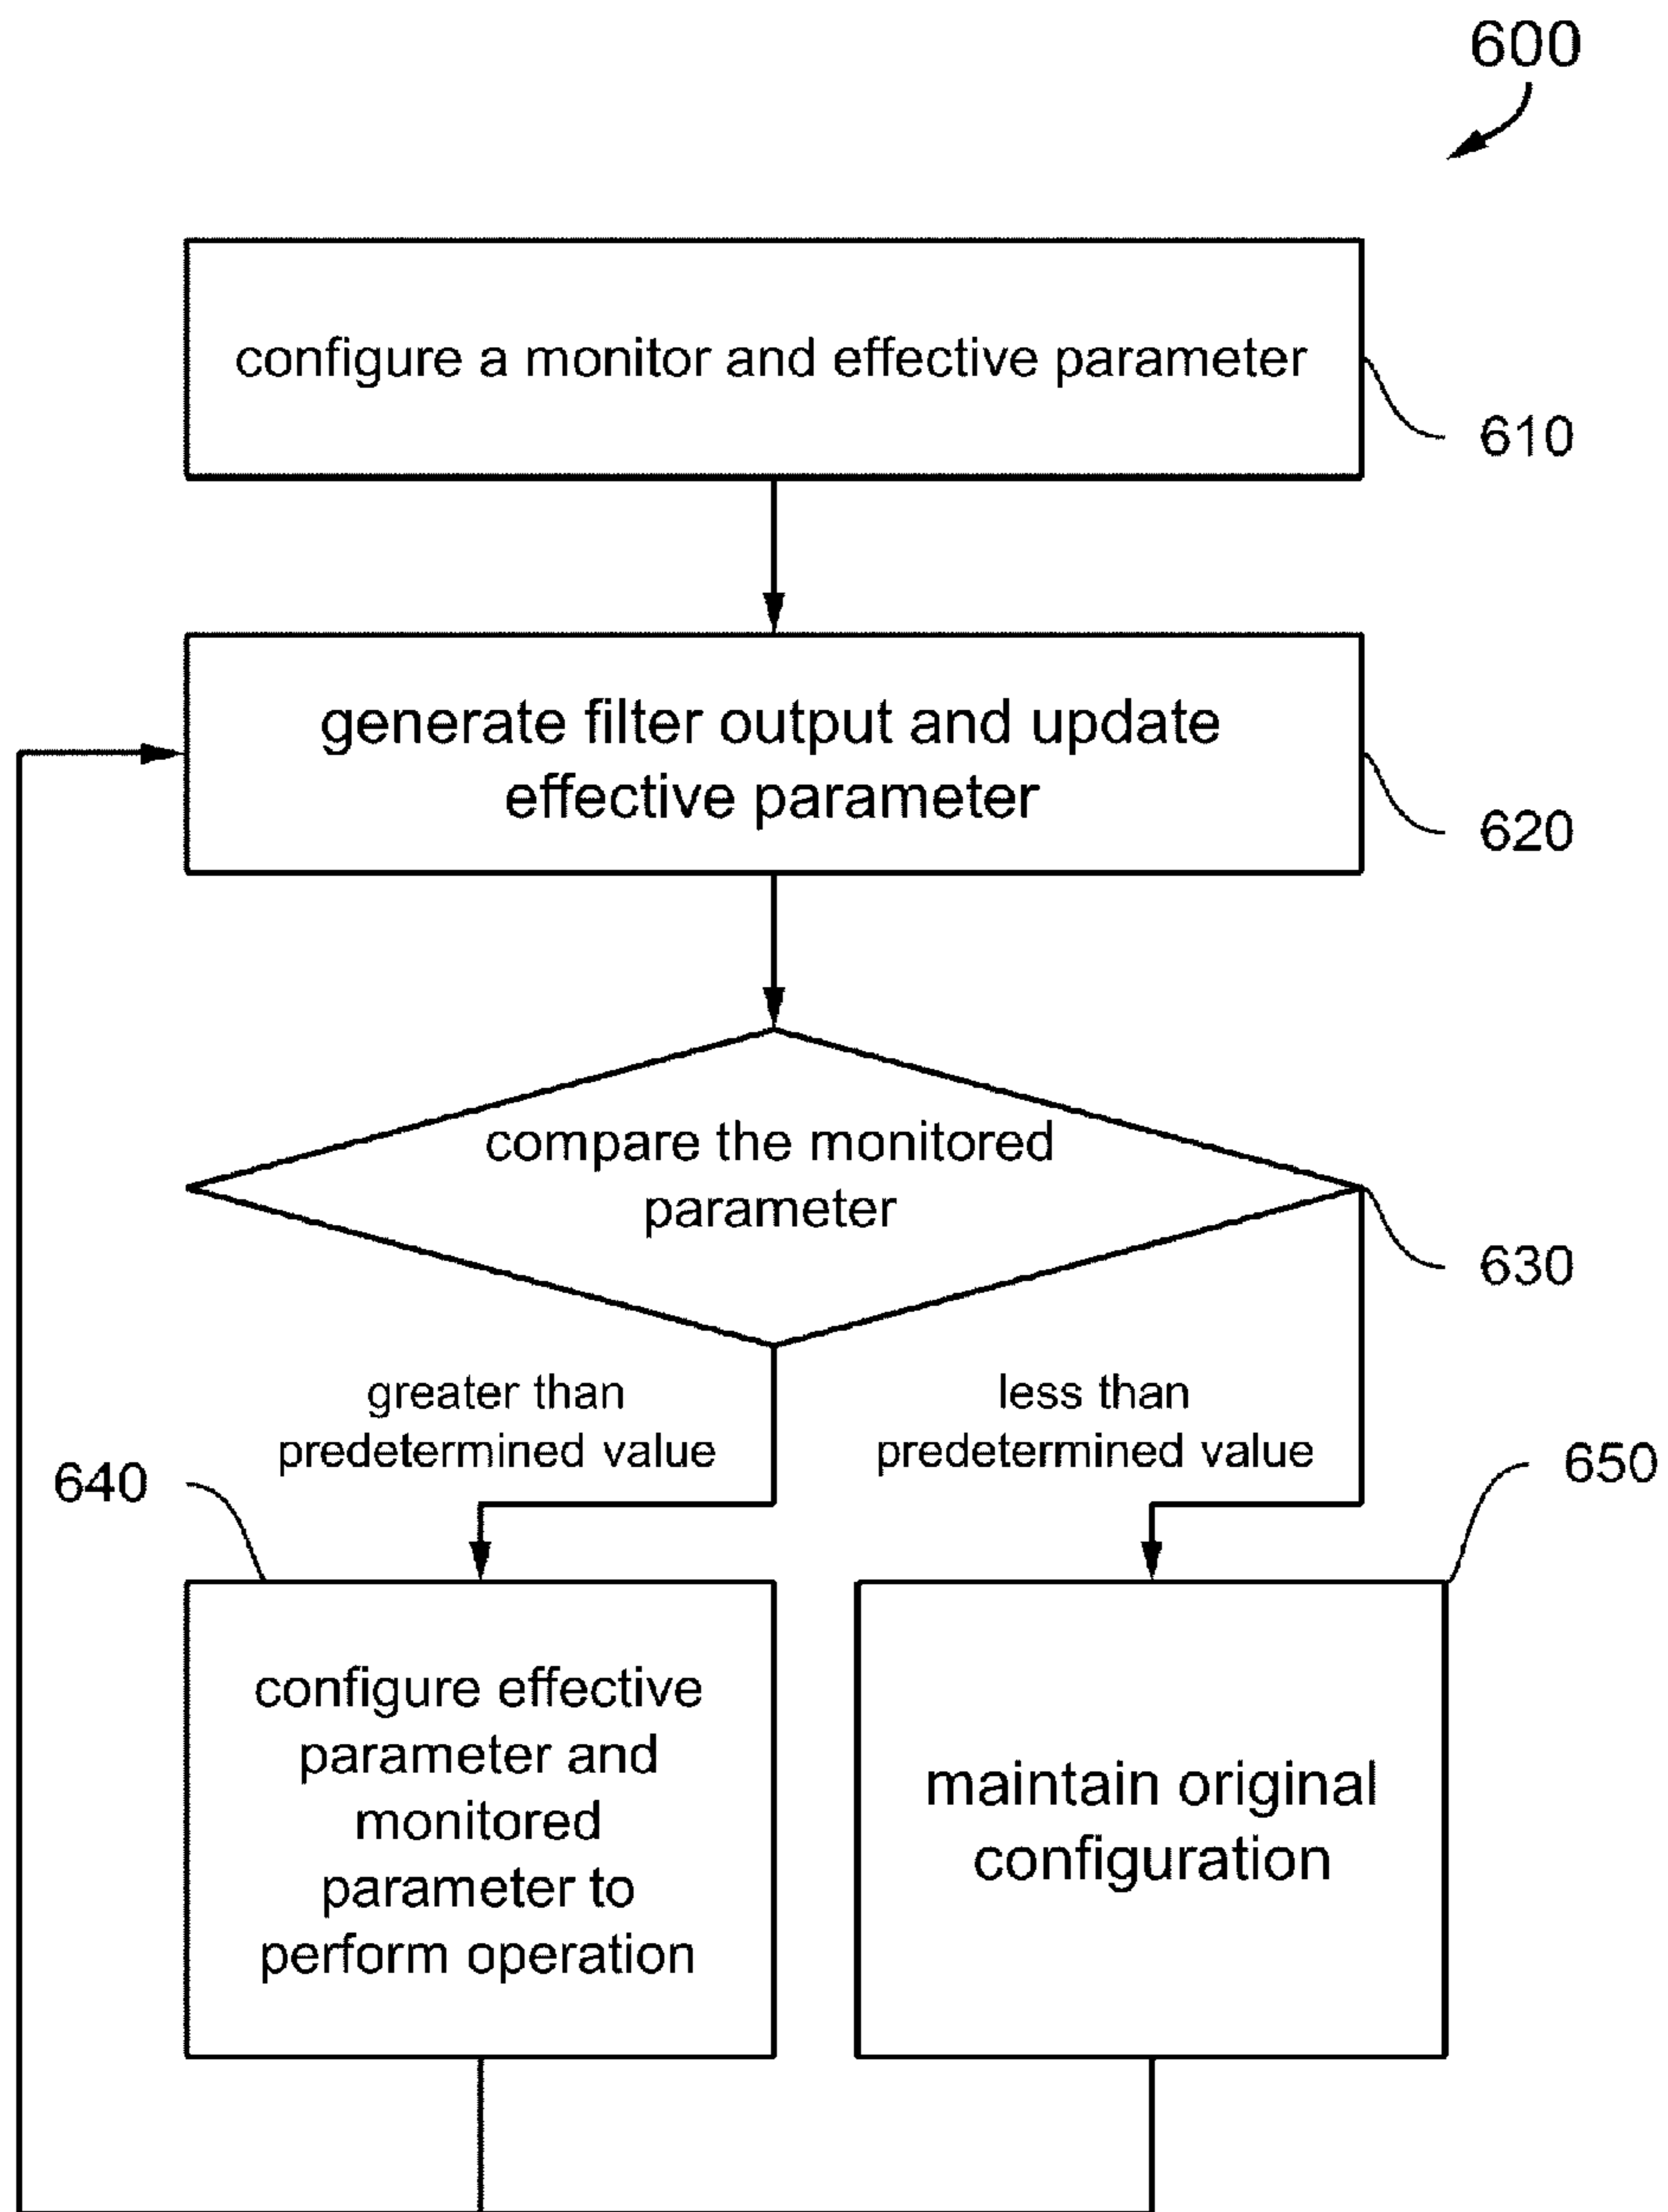 600
configure a monitor and effective parameter
610
generate filter output and update
effective parameter
620
compare the monitored
parameter
630
greater than
predetermined value
less than
predetermined value
640
650
configure effective
parameter and
monitored
parameter to
perform operation
maintain original
configuration